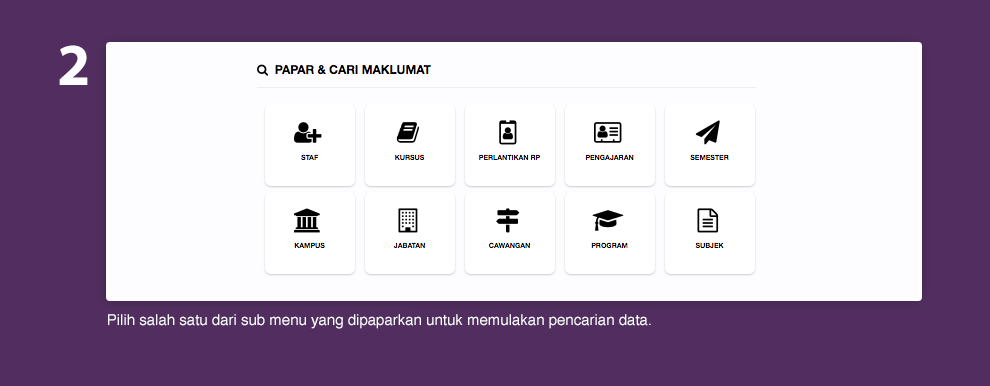 2
PAPAR & CARI MAKLUMAT
STAF
KURSUS
PERLANTIKAN RP
PENGAJARAN
SEMESTER
KAMPUS
JABATAN
CAWANGAN
PROGRAM
SUBJEK
Pilih salah satu dari sub menu yang dipaparkan untuk memulakan pencarian data.